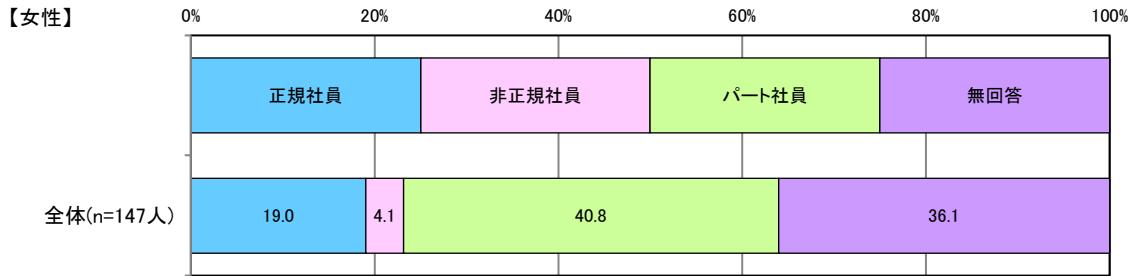 【女性】
0% 20% 40% 60% 80% 100%
正規社員 非正規社員 パート社員 無回答
全体(n=147人) 19.0 4.1 40.8 36.1